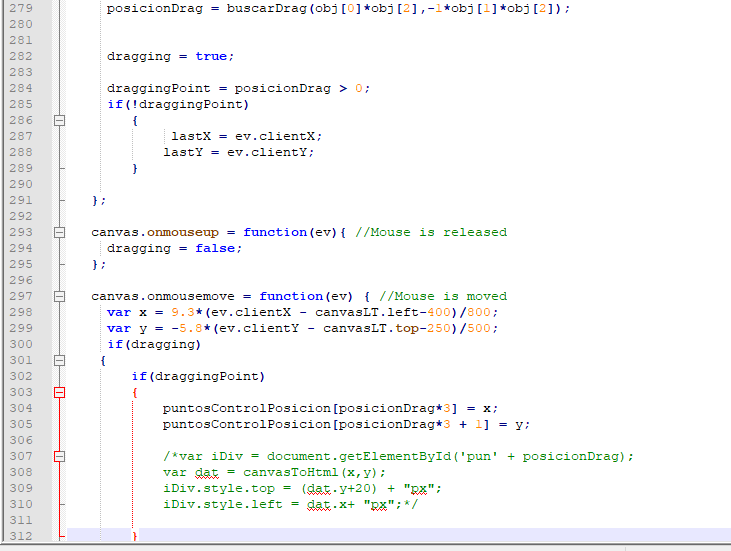 279 posicionDrag = buscarDrag(obj[0]*obj[2],-1*obj[1]*obj[2]);
280
281
282 dragging = true;
283
284 draggingPoint = posicionDrag > 0;
285 if(!draggingPoint)
286 {
287 lastX = ev.clientX;
288 lastY = ev.clientY;
289 }
290
291 };
292
293 canvas.onmouseup = function(ev){ //Mouse is released
294 dragging = false;
295 };
296
297 canvas.onmousemove = function(ev) { //Mouse is moved
298 var x = 9.3*(ev.clientX - canvasLT.left-400)/800;
299 var y = -5.8*(ev.clientY - canvasLT.top-250)/500;
300 if(dragging)
301 {
302 if(draggingPoint)
303 {
304 puntosControlPosicion[posicionDrag*3] = x;
305 puntosControlPosicion[posicionDrag*3 + 1] = y;
306
307 /*var iDiv = document.getElementById('pun' + posicionDrag);
308 var dat = canvasToHtml(x,y);
309 iDiv.style.top = (dat.y+20) + "px";
310 iDiv.style.left = dat.x+ "px";*/
311
312 }